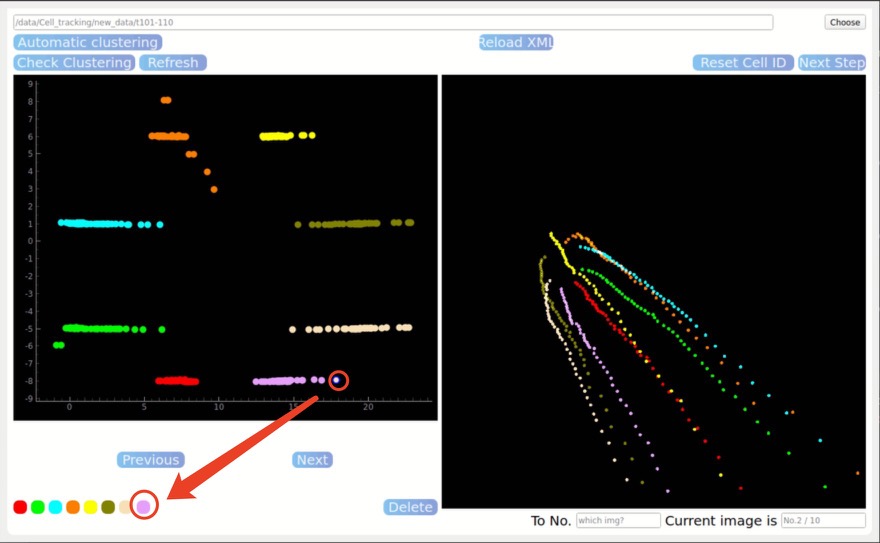 /data/Cell_tracking/new_data/t101-110 Choose
Automatic clustering Reload XML
Check Clustering Refresh Reset Cell ID Next Step
9
8
7
6
5
4
3
2
1
0
-1
-2
-3
-4
-5
-6
-7
-8
-9
0 5 10 15 20
Previous Next
Delete
To No. which img? Current image is No.2 / 10